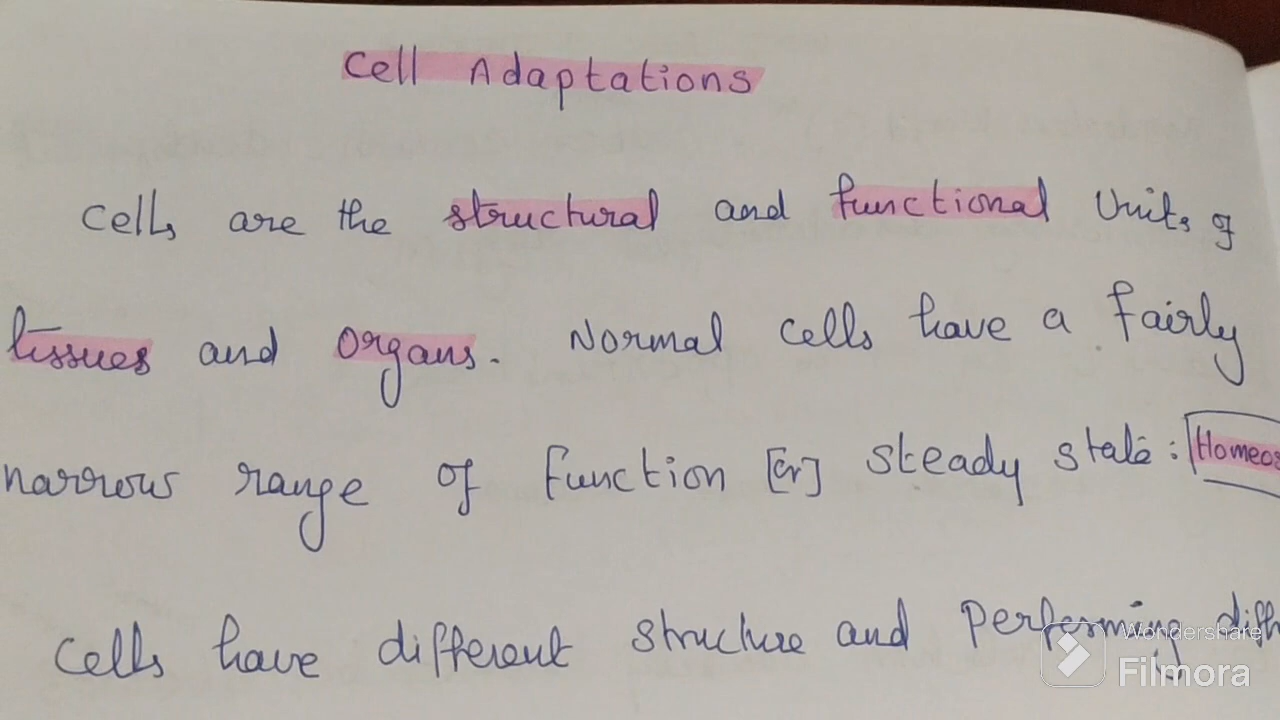 Cell Adaptations
Cells are the structural and functional Units of
tissues and Organs. Normal cells have a fairly
narrow range of function [or] steady state: Homeos
Cells have different structure and performing diff
Wondershare
Filmora